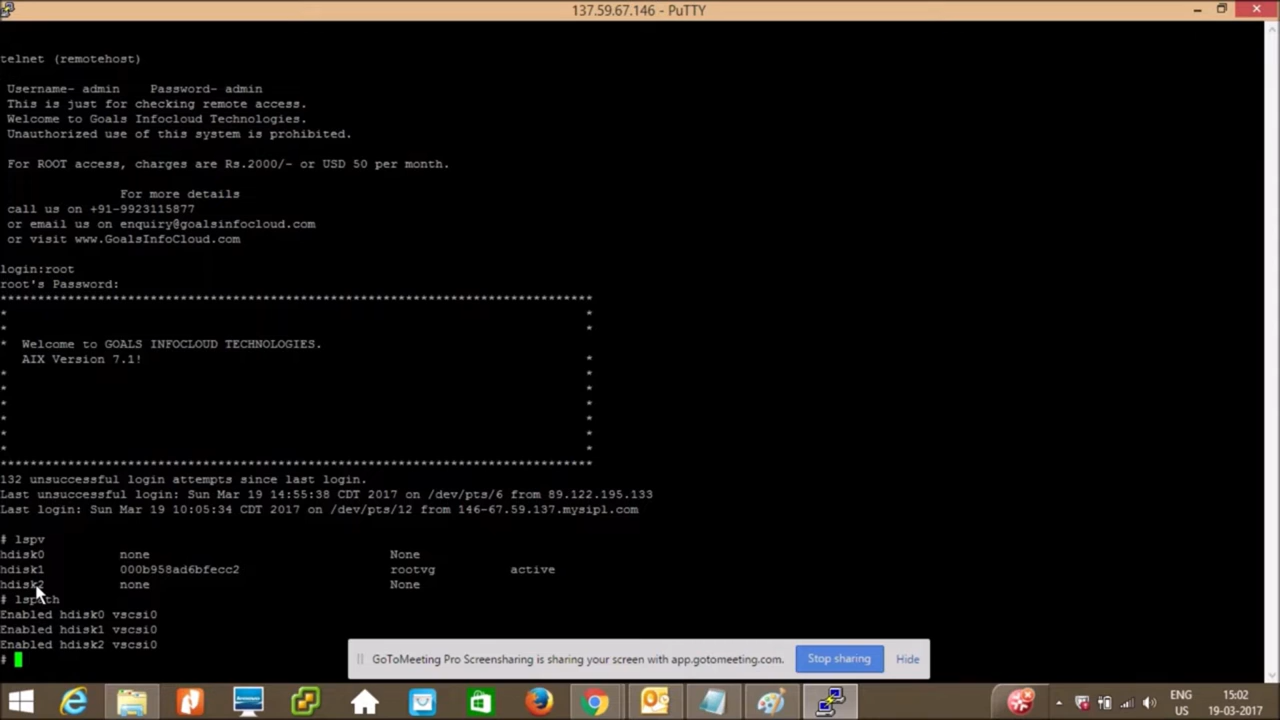 137.59.67.146 - PuTTY
telnet (remotehost)
Username- admin    Password- admin
This is just for checking remote access.
Welcome to Goals Infocloud Technologies.
Unauthorized use of this system is prohibited.
For ROOT access, charges are Rs.2000/- or USD 50 per month.
For more details
call us on +91-9923115877
or email us on enquiry@goalsinfocloud.com
or visit www.GoalsInfoCloud.com
login:root
root's Password:
*******************************************************************************
*                                                                             *
*                                                                             *
*  Welcome to GOALS INFOCLOUD TECHNOLOGIES.
   AIX Version 7.1!                                                           *
*                                                                             *
*                                                                             *
*                                                                             *
*                                                                             *
*                                                                             *
*                                                                             *
*******************************************************************************
132 unsuccessful login attempts since last login.
Last unsuccessful login: Sun Mar 19 14:55:38 CDT 2017 on /dev/pts/6 from 89.122.195.133
Last login: Sun Mar 19 10:05:34 CDT 2017 on /dev/pts/12 from 146-67.59.137.mysipl.com
# lspv
hdisk0          none                                None
hdisk1          000b958ad6bfecc2                    rootvg          active
hdisk2          none                                None
# lspath
Enabled hdisk0 vscsi0
Enabled hdisk1 vscsi0
Enabled hdisk2 vscsi0
#
GoToMeeting Pro Screensharing is sharing your screen with app.gotomeeting.com. Stop sharing Hide
ENG 15:02
US 19-03-2017